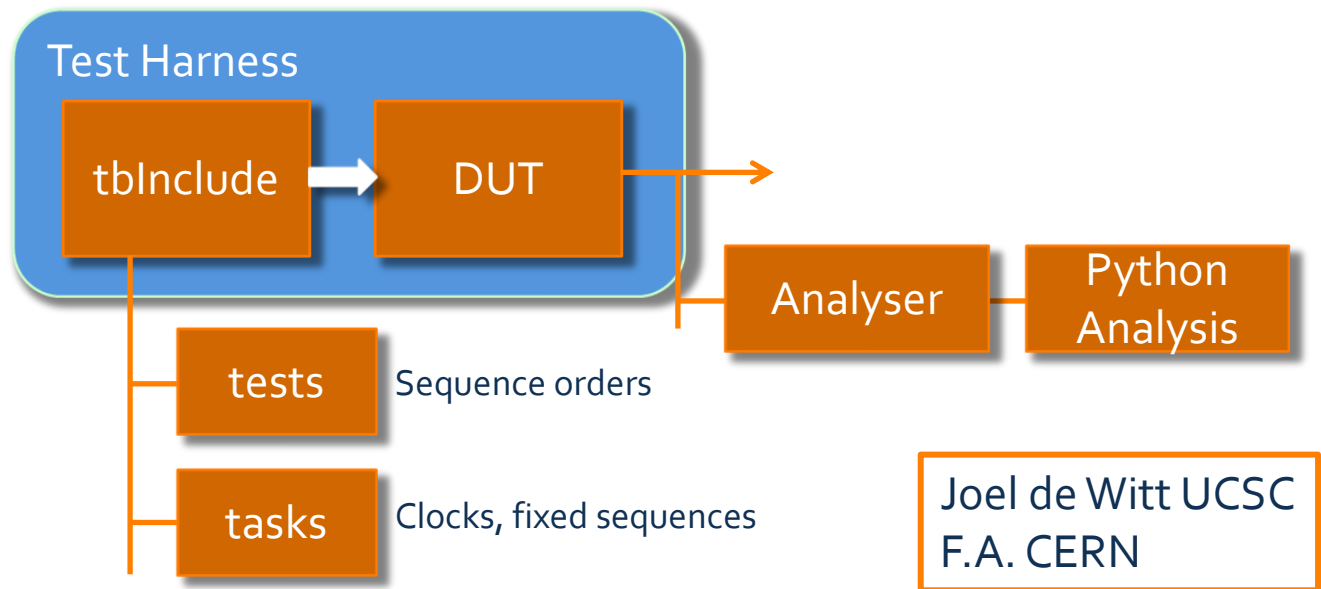 Test Harness
tbInclude
DUT
Analyser
Python
Analysis
tests
Sequence orders
tasks
Clocks, fixed sequences
Joel de Witt UCSC
F.A. CERN